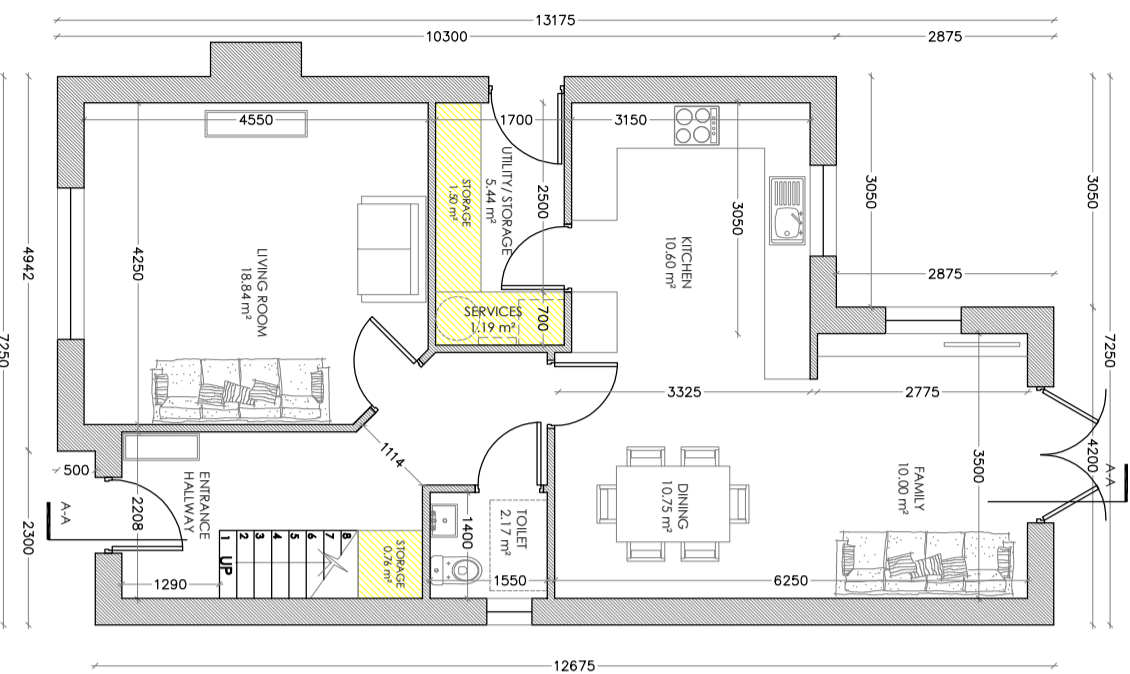 13175
10300
2875
4550
1700
3150
UTILITY/STORAGE
5.44 m²
STORAGE
1.50 m²
2500
3050
3050
3050
4942
4250
LIVING ROOM
18.84 m²
KITCHEN
10.60 m²
2875
SERVICES
1.19 m²
700
7250
7250
3325
2775
1114
500
A-A
2208
ENTRANCE
HALLWAY
2300
1290
1
2
3
4
5
6
7
8
UP
STORAGE
0.76 m²
1400
TOILET
2.17 m²
1550
DINING
10.75 m²
FAMILY
10.00 m²
3500
4200
A-A
6250
12675